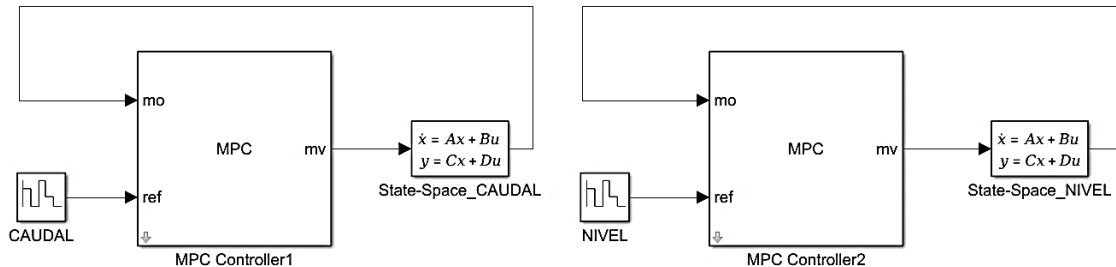 mo
MPC
mv
ẋ = Ax + Bu
y = Cx + Du
State-Space_CAUDAL
ref
CAUDAL
MPC Controller1
mo
MPC
mv
ẋ = Ax + Bu
y = Cx + Du
State-Space_NIVEL
ref
NIVEL
MPC Controller2